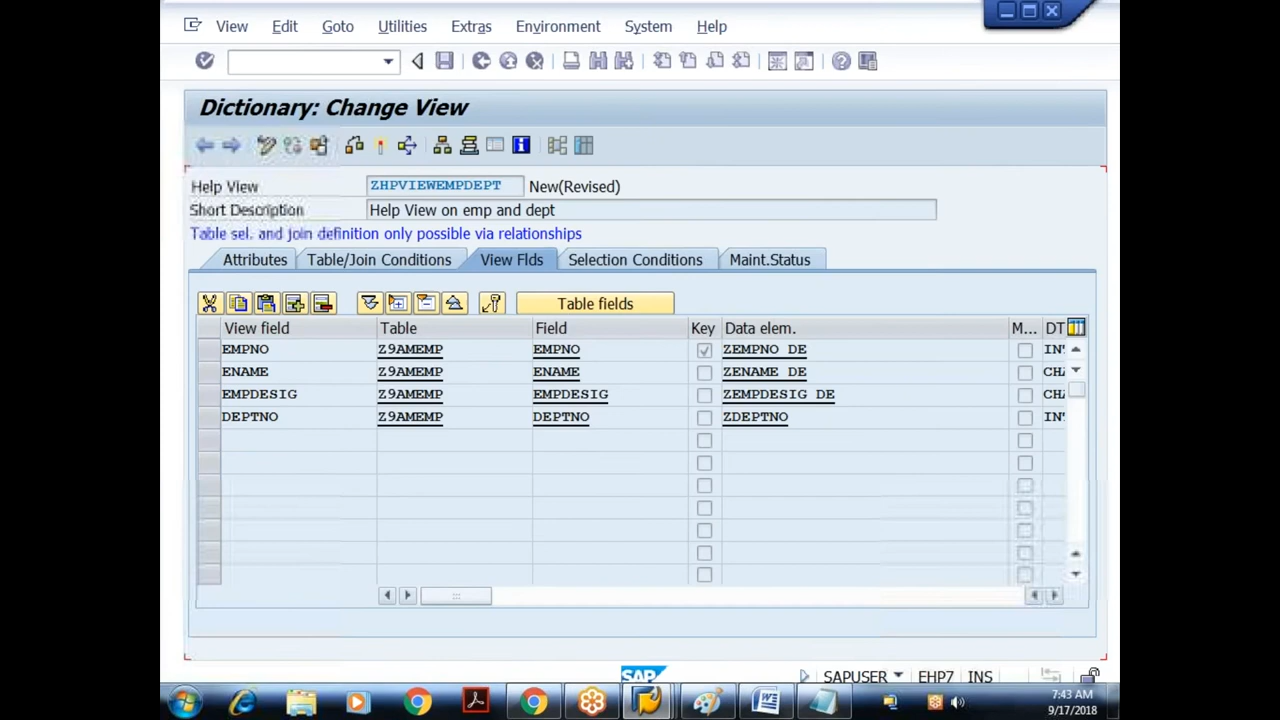 View Edit Goto Utilities Extras Environment System Help
Dictionary: Change View
Help View ZHPVIEWEMPDEPT New(Revised)
Short Description Help View on emp and dept
Table sel. and join definition only possible via relationships
Attributes Table/Join Conditions View Flds Selection Conditions Maint.Status
Table fields
View field Table Field Key Data elem. M... DT
EMPNO Z9AMEMP EMPNO ZEMPNO DE IN
ENAME Z9AMEMP ENAME ZENAME DE CHA
EMPDESIG Z9AMEMP EMPDESIG ZEMPDESIG DE CHA
DEPTNO Z9AMEMP DEPTNO ZDEPTNO IN
SAP SAPUSER EHP7 INS
7:43 AM
9/17/2018